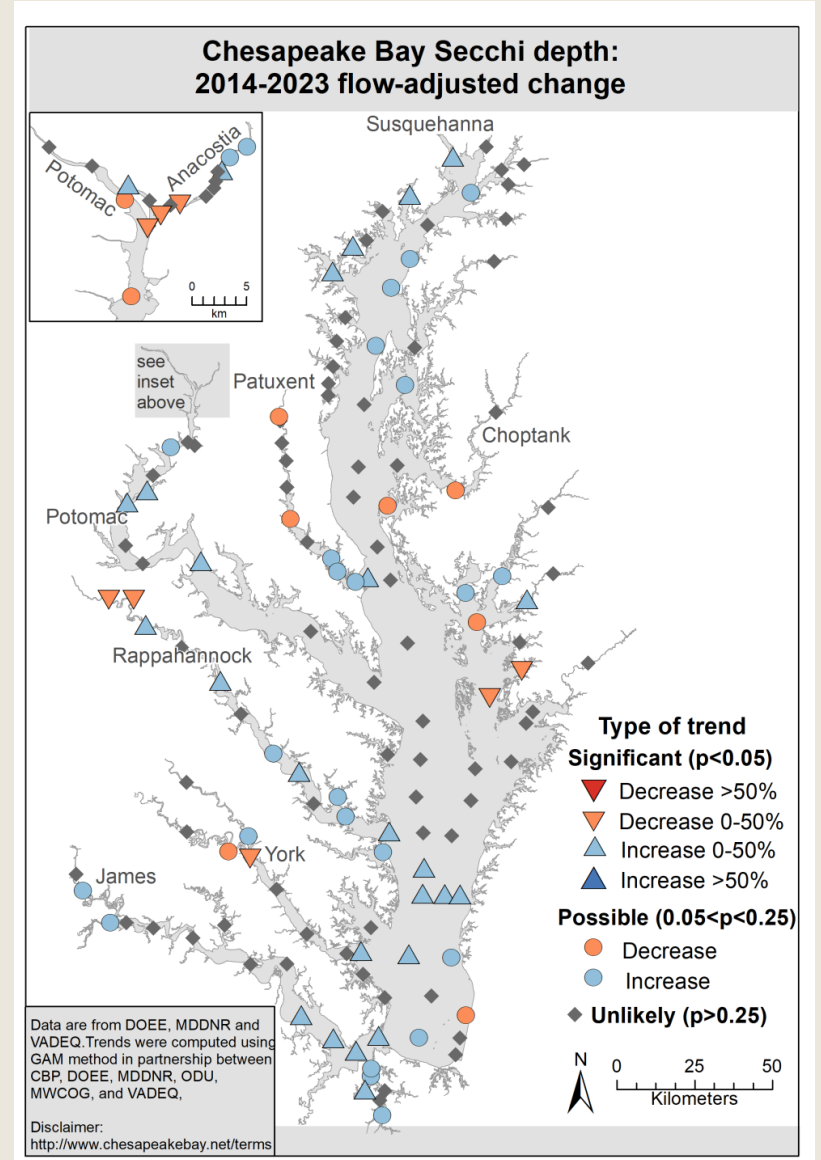 Chesapeake Bay Secchi depth:
2014-2023 flow-adjusted change
Susquehanna
Anacostia
Potomac
0 5
km
see
inset
above
Patuxent
Choptank
Potomac
Rappahannock
York
James
Type of trend
Significant (p<0.05)
Decrease >50%
Decrease 0-50%
Increase 0-50%
Increase >50%
Possible (0.05<p<0.25)
Decrease
Increase
Unlikely (p>0.25)
N
0 25 50
Kilometers
Data are from DOEE, MDDNR and
VADEQ.Trends were computed using
GAM method in partnership between
CBP, DOEE, MDDNR, ODU,
MWCOG, and VADEQ,
Disclaimer:
http://www.chesapeakebay.net/terms